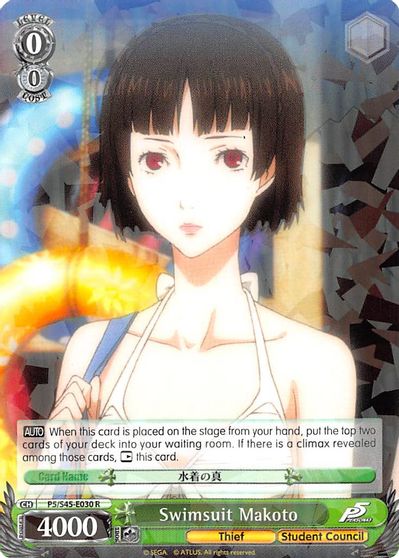 LEVEL
0
0
COST
AUTO When this card is placed on the stage from your hand, put the top two
cards of your deck into your waiting room. If there is a climax revealed
among those cards, this card.
Card Name
水着の真
P5/S45-E030 R
4000
Swimsuit Makoto
P5
PERSONA5
Thief
Student Council
©SEGA. ©ATLUS. All rights reserved.